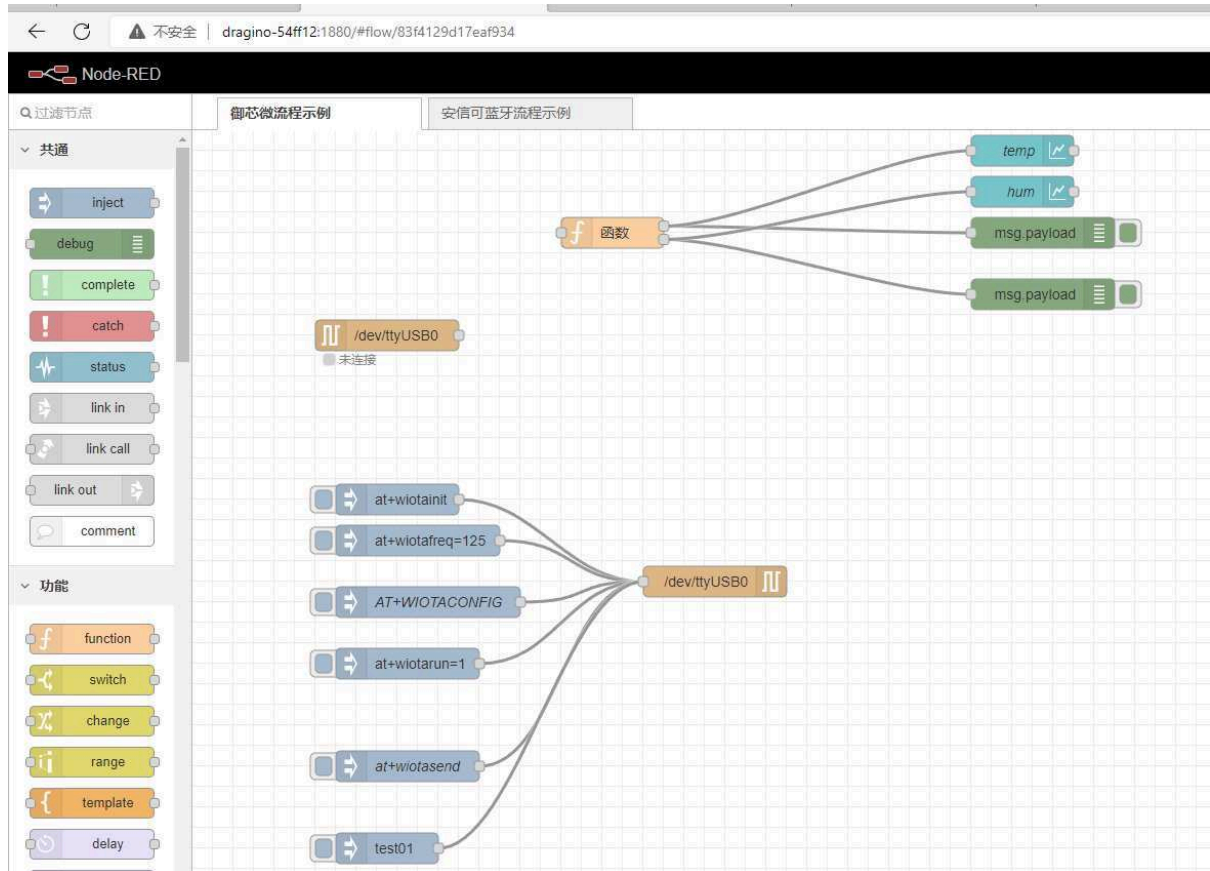 不安全
dragino-54ff12:1880/#flow/83f4129d17eaf934
Node-RED
过滤节点
御芯微流程示例
安信可蓝牙流程示例
共通
inject
debug
complete
catch
status
link in
link call
link out
comment
功能
function
switch
change
range
template
delay
temp
hum
函数
msg.payload
msg.payload
/dev/ttyUSB0
未连接
at+wiotainit
at+wiotafreq=125
AT+WIOTACONFIG
at+wiotarun=1
at+wiotasend
test01
/dev/ttyUSB0